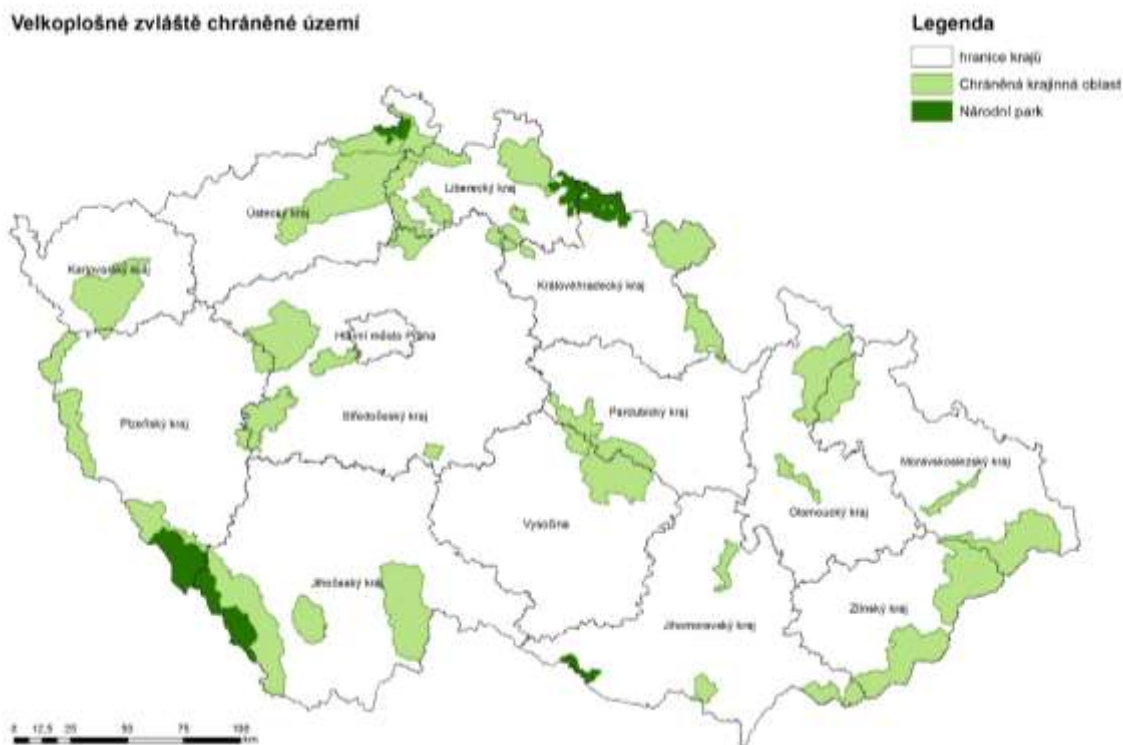 Velkoplošné zvláště chráněné území
Legenda
hranice krajů
Chráněná krajinná oblast
Národní park
Liberecký kraj
Ústecký kraj
Karlovarský kraj
Královéhradecký kraj
Hlavní město Praha
Pardubický kraj
Středočeský kraj
Plzeňský kraj
Moravskoslezský kraj
Olomoucký kraj
Vysočina
Jihočeský kraj
Zlínský kraj
Jihomoravský kraj
0 12,5 25 50 75 100
km